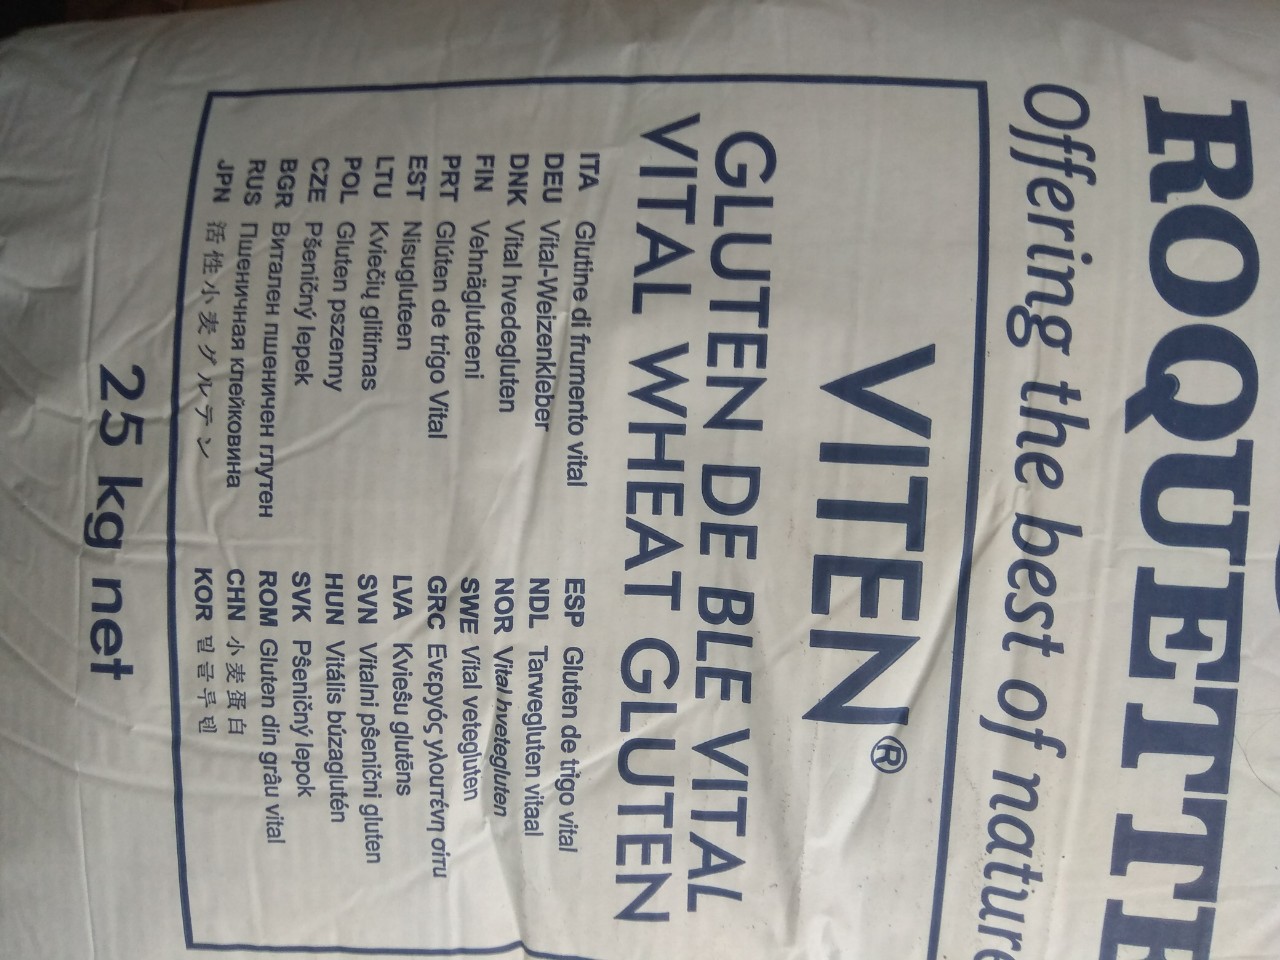 ROQUETTE
Offering the best of nature
VITEN®
GLUTEN DE BLE VITAL
VITAL WHEAT GLUTEN
ITA Glutine di frumento vital
DEU Vital-Weizenkleber
DNK Vital hvedegluten
FIN Vehnägluteeni
PRT Glúten de trigo Vital
EST Nisugluteen
LTU Kviečių glitimas
POL Gluten pszenny
CZE Pšeničný lepek
BGR Витален пшеничен глутен
RUS Пшеничная клейковина
JPN 活性小麦グルテン
ESP Gluten de trigo vital
NDL Tarwegluten vitaal
NOR Vital hvetegluten
SWE Vital vetegluten
GRC Ενεργός γλουτένη σίτυ
LVA Kviešu glutēns
SVN Vitalni pšenični gluten
HUN Vitális búzaglutén
SVK Pšeničný lepok
ROM Gluten din grâu vital
CHN 小麦蛋白
KOR 밀글루텐
25 kg net